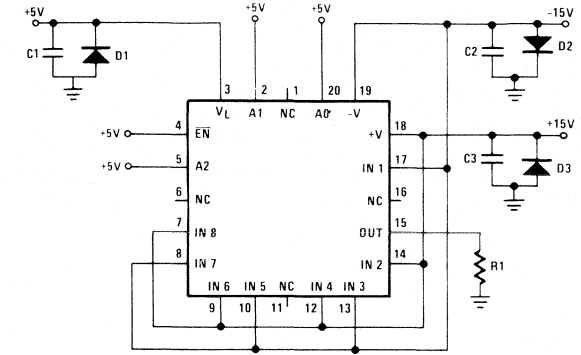 +5V
+5V
+5V
-15V
C1
D1
C2
D2
3
2
1
20
19
VL
A1
NC
A0
-V
+5V
4
EN
+V
18
+15V
+5V
5
A2
IN 1
17
C3
D3
6
NC
NC
16
7
IN 8
OUT
15
8
IN 7
IN 2
14
R1
IN 6
IN 5
NC
IN 4
IN 3
9
10
11
12
13